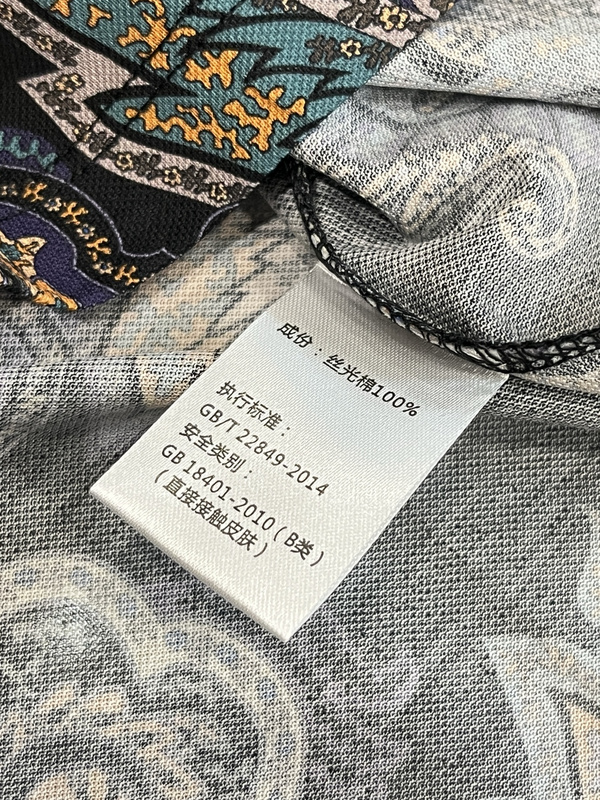 成份：丝光棉100%
执行标准：
GB/T 22849-2014
安全类别：
GB 18401-2010（B类）
（直接接触皮肤）